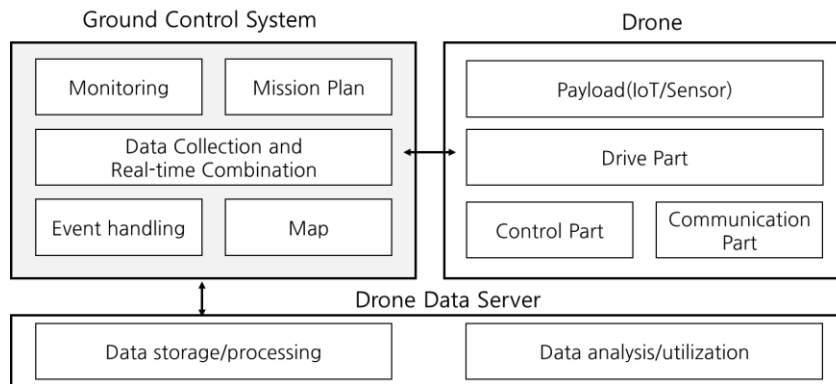 Ground Control System
Drone
Monitoring
Mission Plan
Data Collection and
Real-time Combination
Event handling
Map
Payload(IoT/Sensor)
Drive Part
Control Part
Communication
Part
Drone Data Server
Data storage/processing
Data analysis/utilization